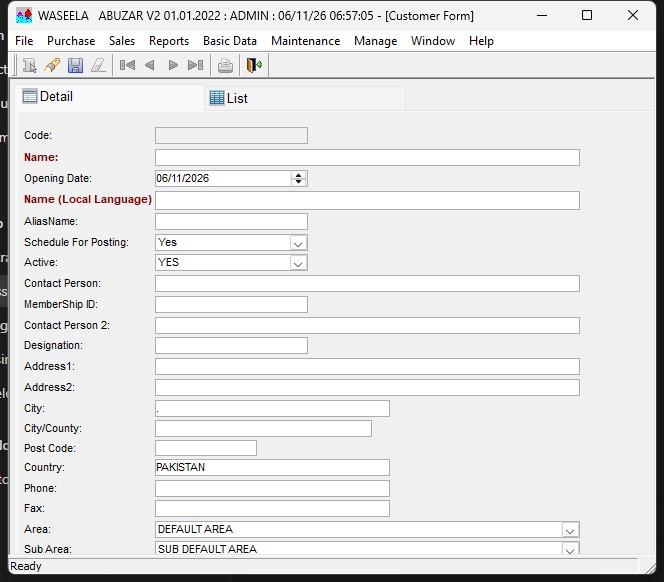 WASEELA ABUZAR V2 01.01.2022 : ADMIN : 06/11/26 06:57:05 - [Customer Form]
File Purchase Sales Reports Basic Data Maintenance Manage Window Help
Detail List
Code:
Name:
Opening Date: 06/11/2026
Name (Local Language)
AliasName:
Schedule For Posting: Yes
Active: YES
Contact Person:
MemberShip ID:
Contact Person 2:
Designation:
Address1:
Address2:
City: .
City/County:
Post Code:
Country: PAKISTAN
Phone:
Fax:
Area: DEFAULT AREA
Sub Area: SUB DEFAULT AREA
Ready